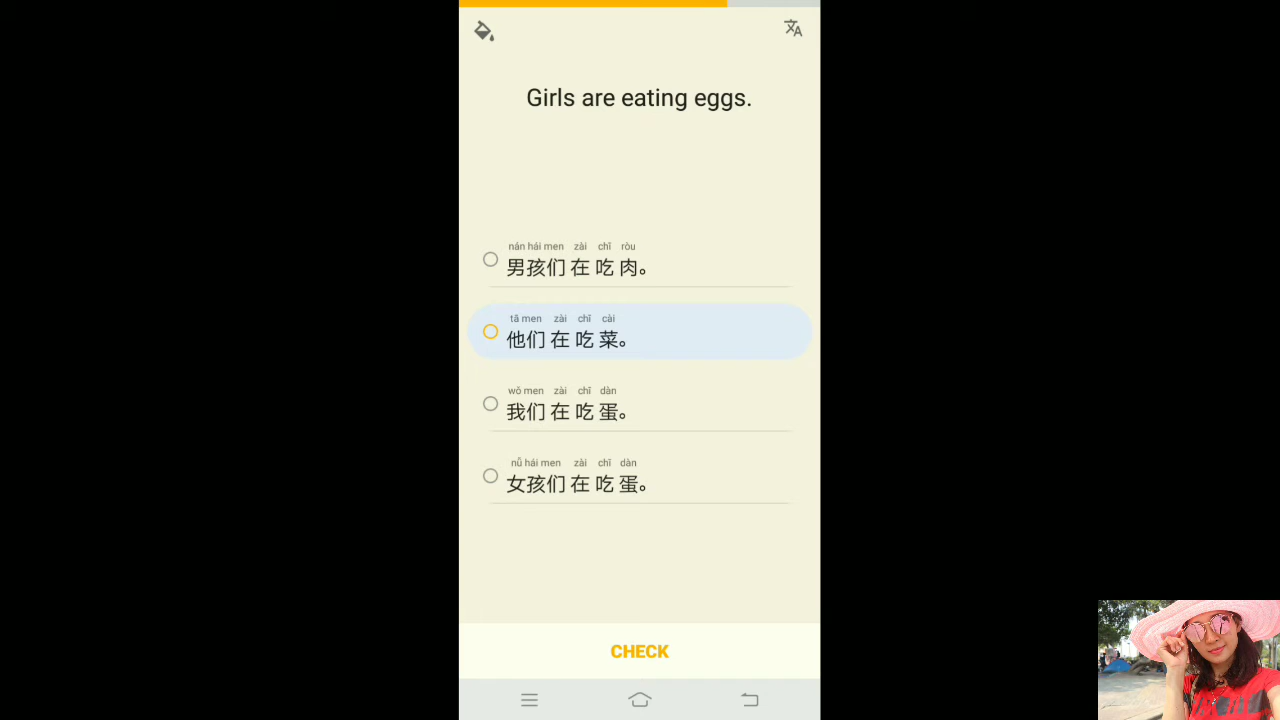 Girls are eating eggs.
nán hái men zài chī ròu
男孩们 在 吃 肉。
tā men zài chī cài
他们 在 吃 菜。
wǒ men zài chī dàn
我们 在 吃 蛋。
nǚ hái men zài chī dàn
女孩们 在 吃 蛋。
CHECK